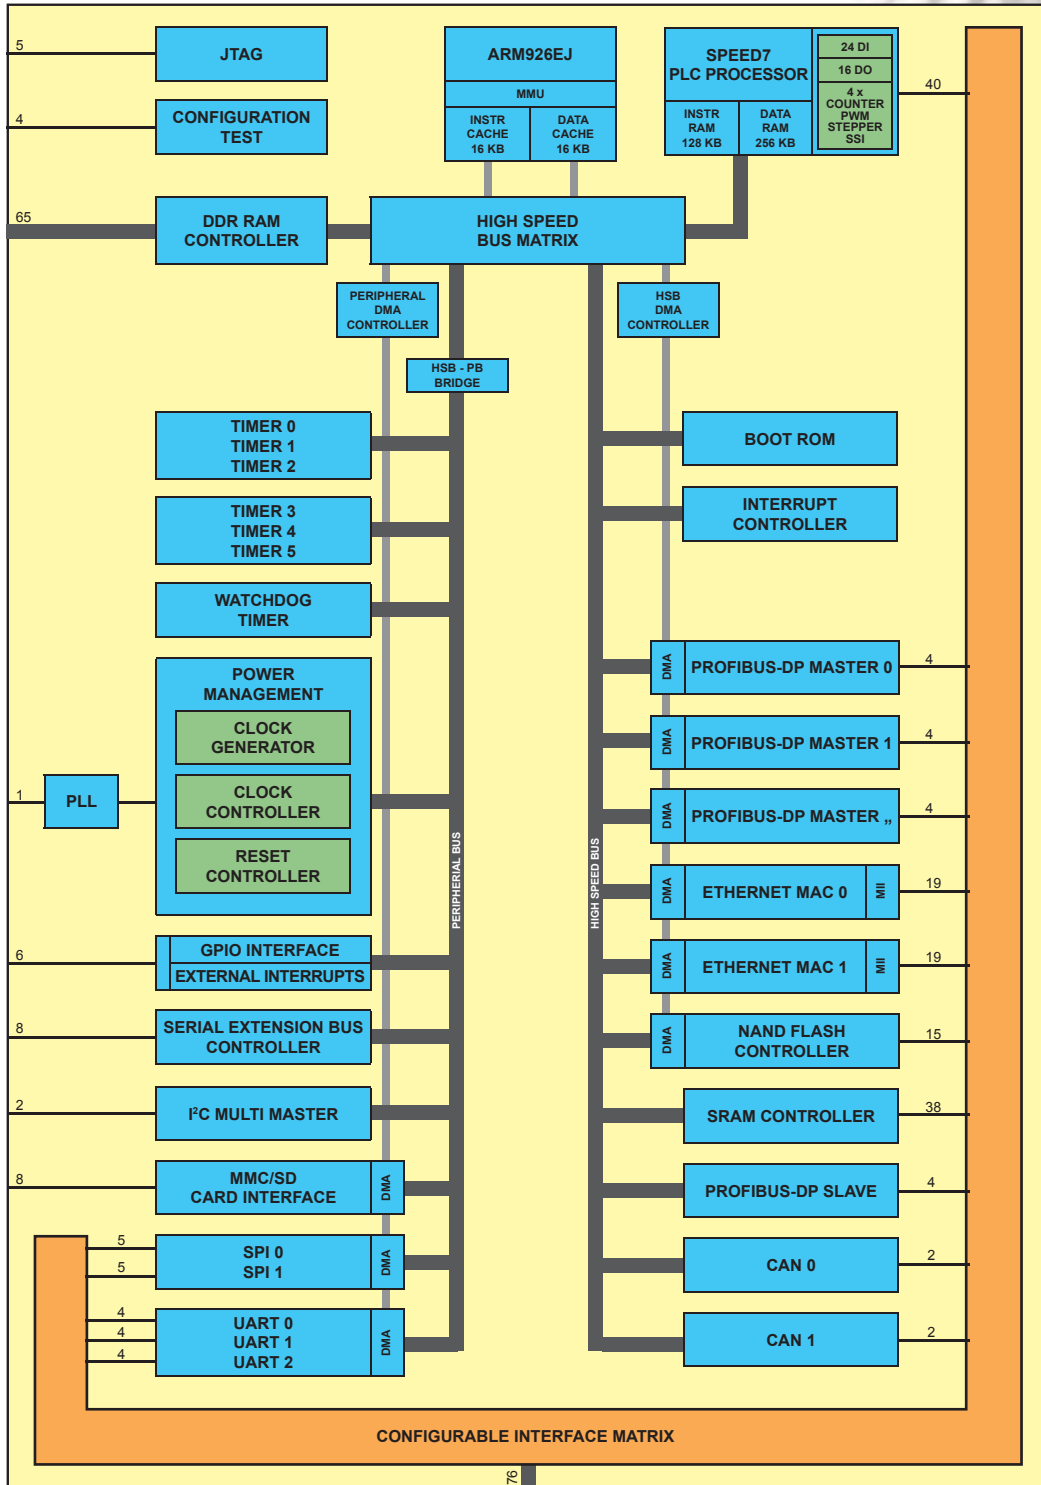 5
JTAG
ARM926EJ
MMU
INSTR
CACHE
16 KB
DATA
CACHE
16 KB
SPEED7
PLC PROCESSOR
INSTR
RAM
128 KB
DATA
RAM
256 KB
24 DI
16 DO
4 x
COUNTER
PWM
STEPPER
SSI
40
4
CONFIGURATION
TEST
65
DDR RAM
CONTROLLER
HIGH SPEED
BUS MATRIX
PERIPHERAL
DMA
CONTROLLER
HSB
DMA
CONTROLLER
HSB - PB
BRIDGE
TIMER 0
TIMER 1
TIMER 2
TIMER 3
TIMER 4
TIMER 5
WATCHDOG
TIMER
POWER
MANAGEMENT
CLOCK
GENERATOR
CLOCK
CONTROLLER
RESET
CONTROLLER
1
PLL
6
GPIO INTERFACE
EXTERNAL INTERRUPTS
8
SERIAL EXTENSION BUS
CONTROLLER
2
I²C MULTI MASTER
8
MMC/SD
CARD INTERFACE
DMA
5
5
SPI 0
SPI 1
DMA
4
4
4
UART 0
UART 1
UART 2
DMA
PERIPHERIAL BUS
HIGH SPEED BUS
BOOT ROM
INTERRUPT
CONTROLLER
DMA
PROFIBUS-DP MASTER 0
4
DMA
PROFIBUS-DP MASTER 1
4
DMA
PROFIBUS-DP MASTER „
4
DMA
ETHERNET MAC 0
MII
19
DMA
ETHERNET MAC 1
MII
19
DMA
NAND FLASH
CONTROLLER
15
SRAM CONTROLLER
38
PROFIBUS-DP SLAVE
4
CAN 0
2
CAN 1
2
CONFIGURABLE INTERFACE MATRIX
76